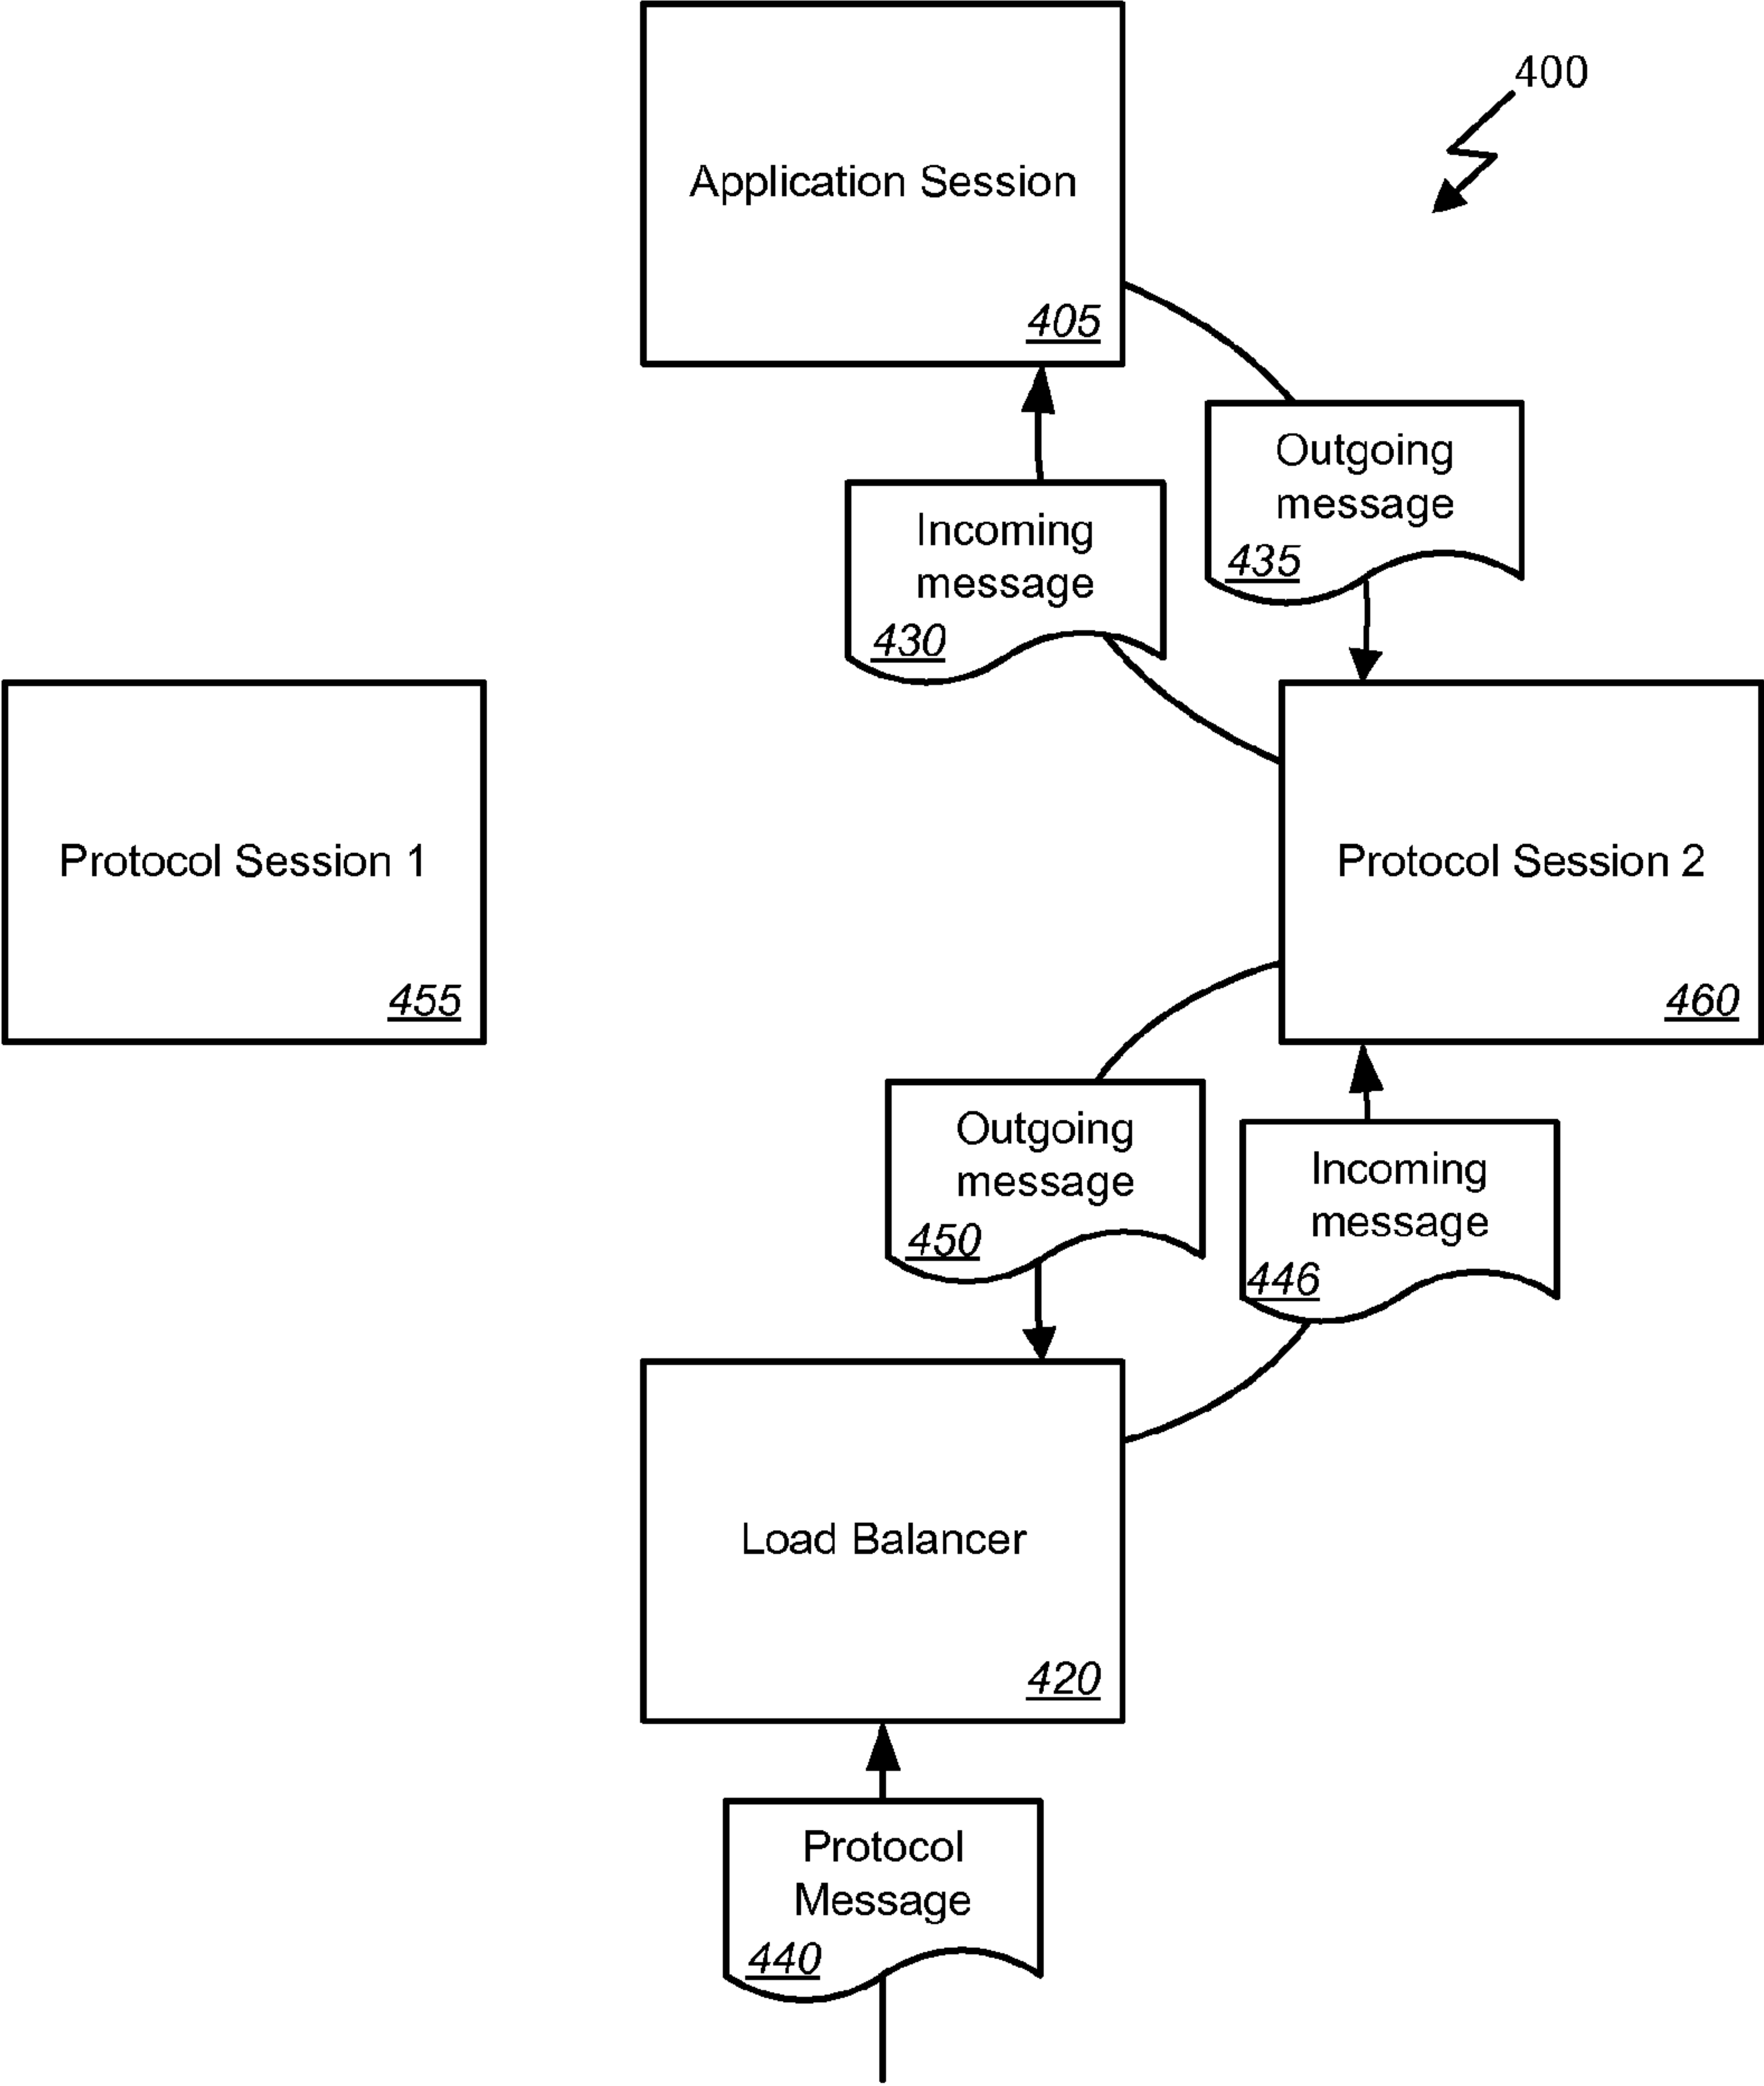 400
Application Session
405
Outgoing
message
435
Incoming
message
430
Protocol Session 1
455
Protocol Session 2
460
Outgoing
message
450
Incoming
message
446
Load Balancer
420
Protocol
Message
440